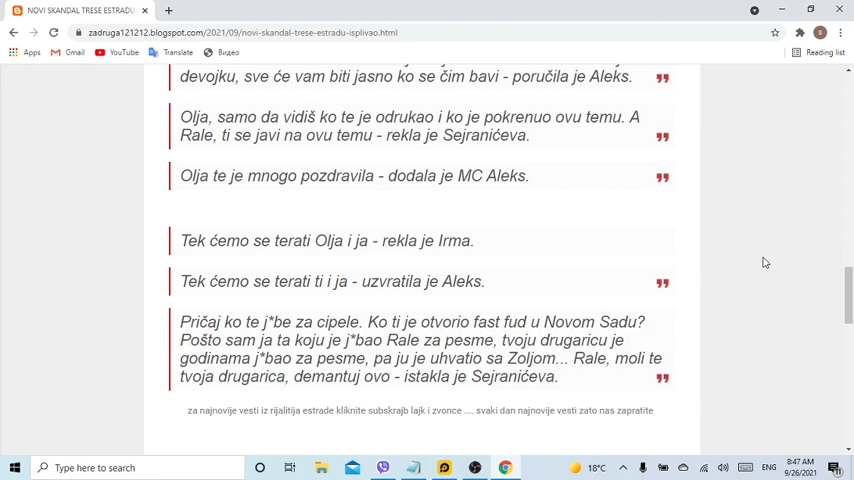 NOVI SKANDAL TRESE ESTRADU
zadruga121212.blogspot.com/2021/09/novi-skandal-trese-estradu-isplivao.html
Apps Gmail YouTube Translate Видео Reading list
devojku, sve će vam biti jasno ko se čim bavi - poručila je Aleks.
Olja, samo da vidiš ko te je odrukao i ko je pokrenuo ovu temu. A
Rale, ti se javi na ovu temu - rekla je Sejranićeva.
Olja te je mnogo pozdravila - dodala je MC Aleks.
Tek ćemo se terati Olja i ja - rekla je Irma.
Tek ćemo se terati ti i ja - uzvratila je Aleks.
Pričaj ko te j*be za cipele. Ko ti je otvorio fast fud u Novom Sadu?
Pošto sam ja ta koju je j*bao Rale za pesme, tvoju drugaricu je
godinama j*bao za pesme, pa ju je uhvatio sa Zoljom... Rale, moli te
tvoja drugarica, demantuj ovo - istakla je Sejranićeva.
za najnovije vesti iz rijalitija estrade kliknite subskrajb lajk i zvonce .... svaki dan najnovije vesti zato nas zapratite
Type here to search
18°C
ENG
8:47 AM
9/26/2021